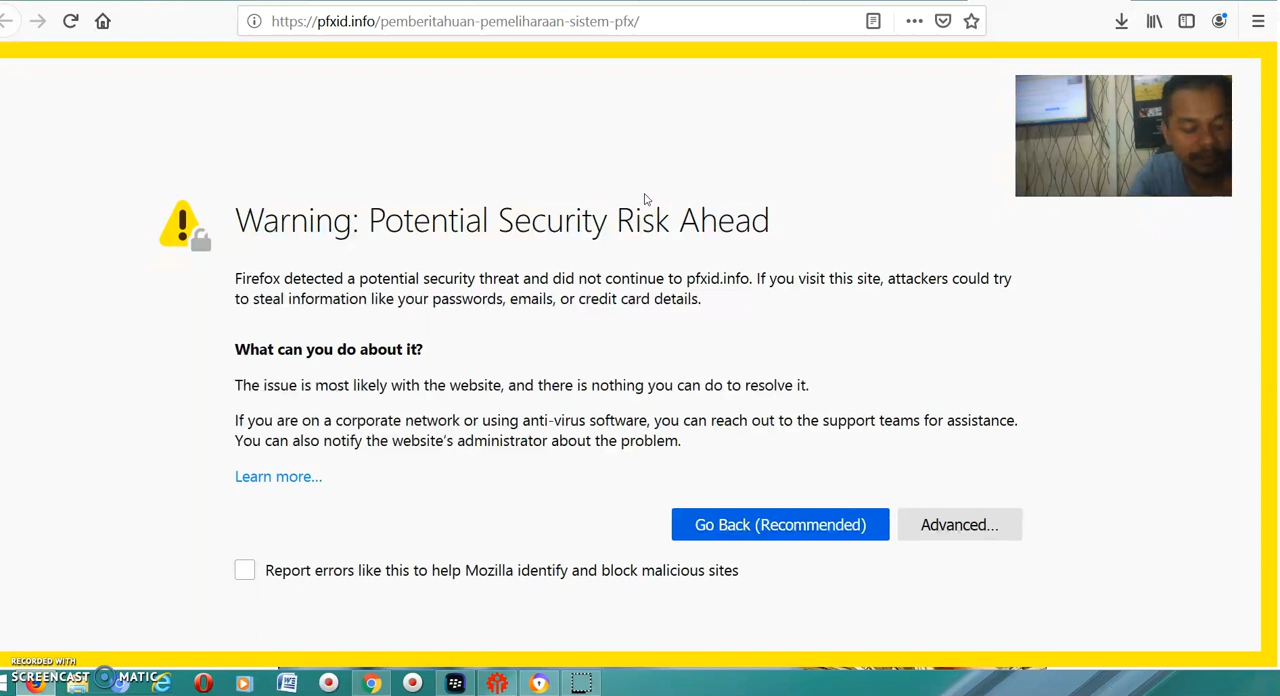 https://pfxid.info/pemberitahuan-pemeliharaan-sistem-pfx/
Warning: Potential Security Risk Ahead
Firefox detected a potential security threat and did not continue to pfxid.info. If you visit this site, attackers could try
to steal information like your passwords, emails, or credit card details.
What can you do about it?
The issue is most likely with the website, and there is nothing you can do to resolve it.
If you are on a corporate network or using anti-virus software, you can reach out to the support teams for assistance.
You can also notify the website's administrator about the problem.
Learn more...
Go Back (Recommended)
Advanced...
Report errors like this to help Mozilla identify and block malicious sites
RECORDED WITH
SCREENCAST MATIC